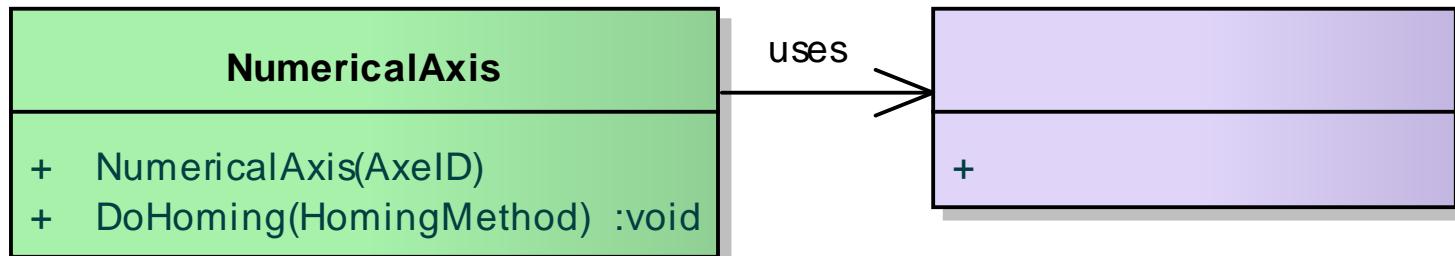 NumericalAxis
uses
+ NumericalAxis(AxeID)
+ DoHoming(HomingMethod) :void
+